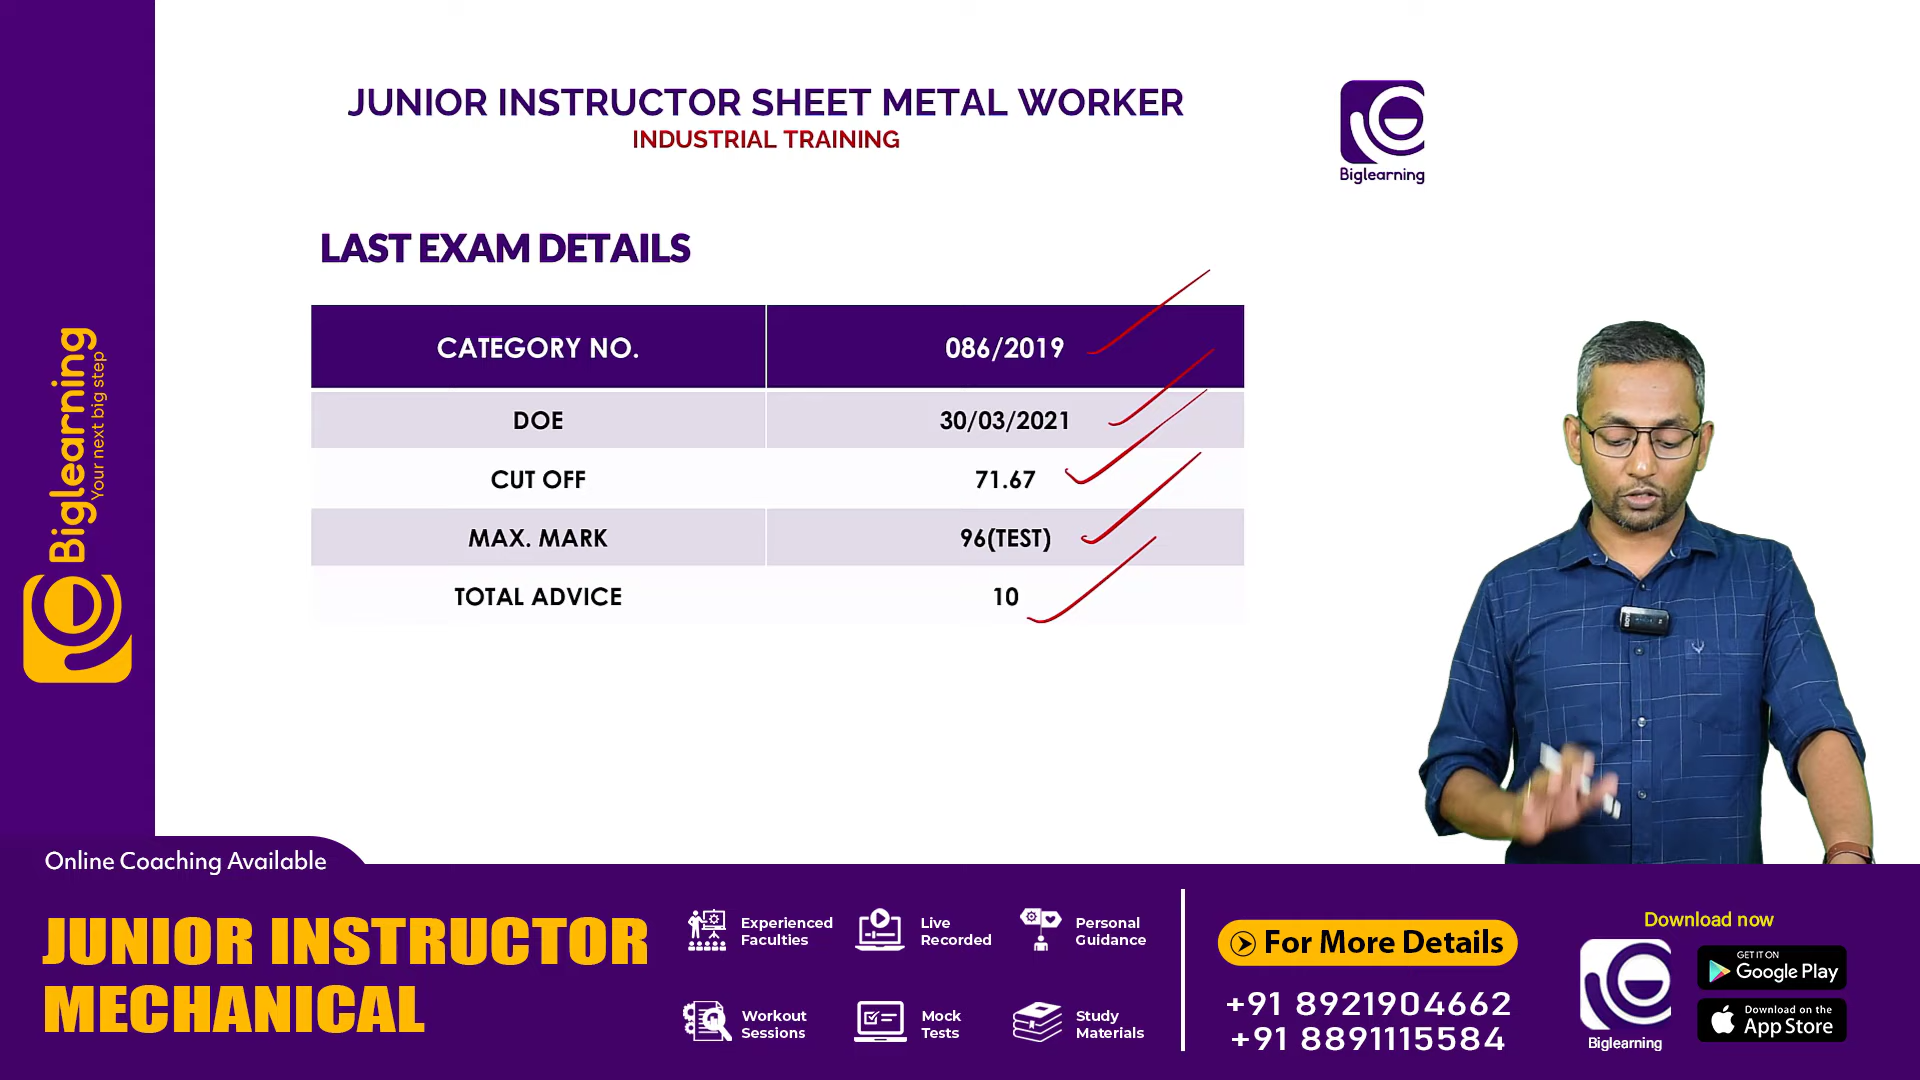 JUNIOR INSTRUCTOR SHEET METAL WORKER
INDUSTRIAL TRAINING
Biglearning
LAST EXAM DETAILS
CATEGORY NO. 086/2019
DOE 30/03/2021
CUT OFF 71.67
MAX. MARK 96(TEST)
TOTAL ADVICE 10
Biglearning
Your next big step
Online Coaching Available
JUNIOR INSTRUCTOR
MECHANICAL
Experienced
Faculties
Live
Recorded
Personal
Guidance
Workout
Sessions
Mock
Tests
Study
Materials
For More Details
+91 8921904662
+91 8891115584
Download now
Biglearning
GET IT ON
Google Play
Download on the
App Store